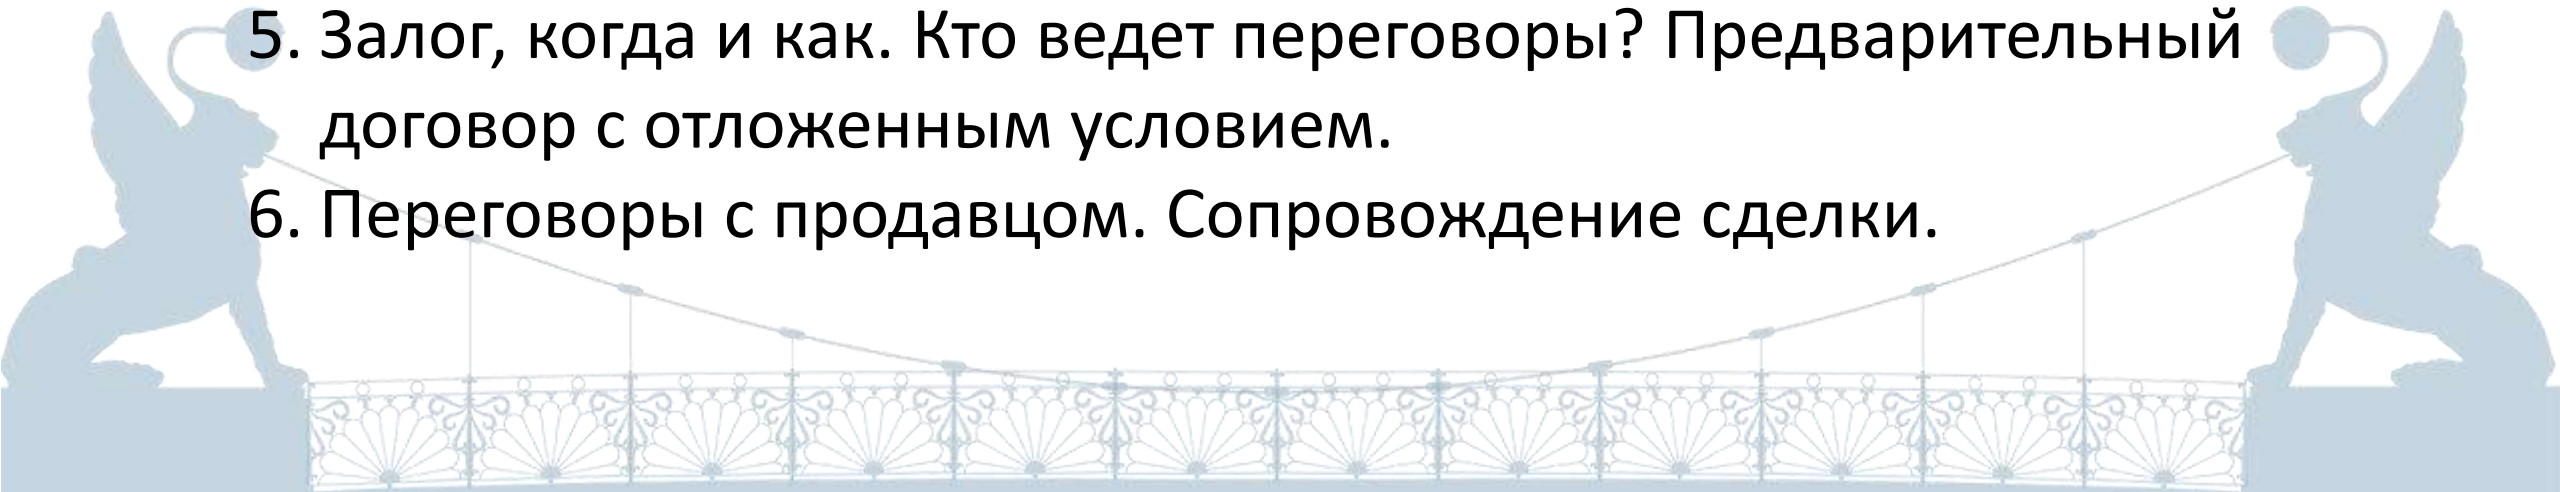 5. Залог, когда и как. Кто ведет переговоры? Предварительный
договор с отложенным условием.
6. Переговоры с продавцом. Сопровождение сделки.